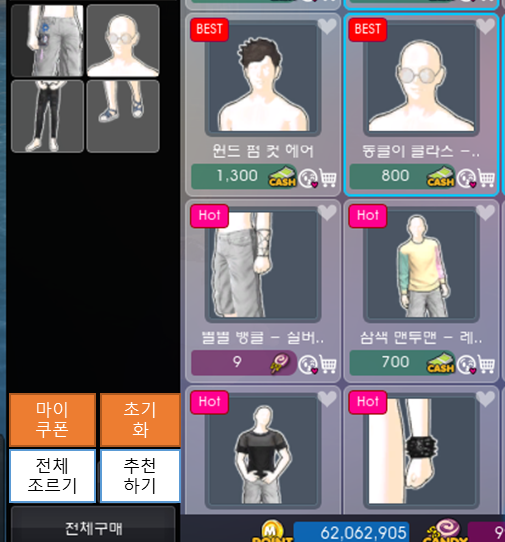 BEST
BEST
윈드 펌 컷 헤어
동글이 글라스 -..
1,300
CASH
800
CASH
Hot
Hot
뿔뿔 뱅글 - 실버..
삼색 맨투맨 - 레..
9
700
CASH
Hot
Hot
마이
쿠폰
초기
화
전체
조르기
추천
하기
전체구매
M
POINT
62,062,905
CANDY
9